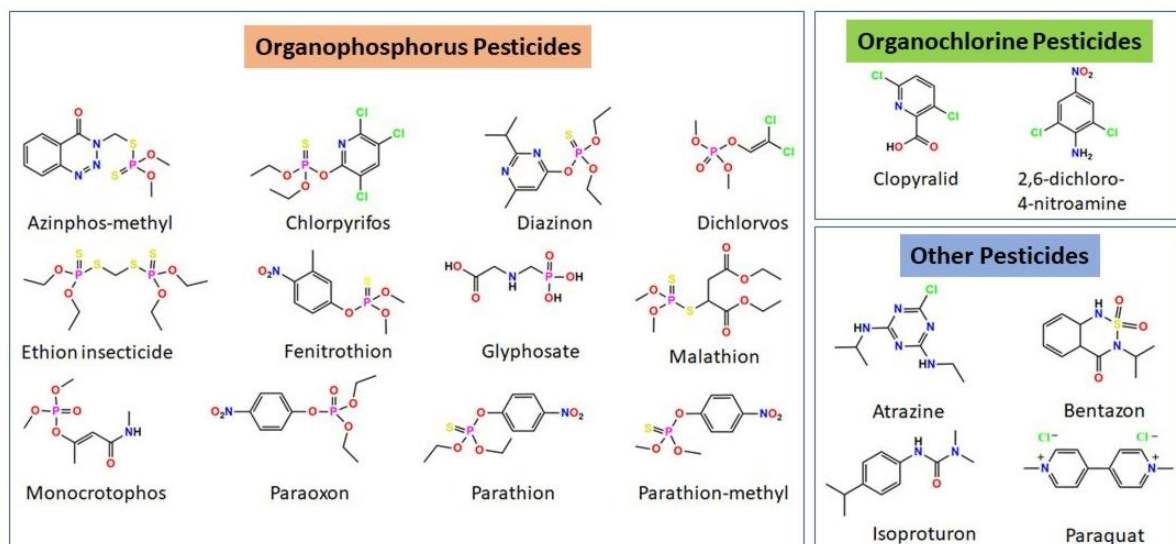 Organophosphorus Pesticides
Azinphos-methyl
Chlorpyrifos
Diazinon
Dichlorvos
Ethion insecticide
Fenitrothion
Glyphosate
Malathion
Monocrotophos
Paraoxon
Parathion
Parathion-methyl
Organochlorine Pesticides
Clopyralid
2,6-dichloro-
4-nitroamine
Other Pesticides
Atrazine
Bentazon
Isoproturon
Paraquat